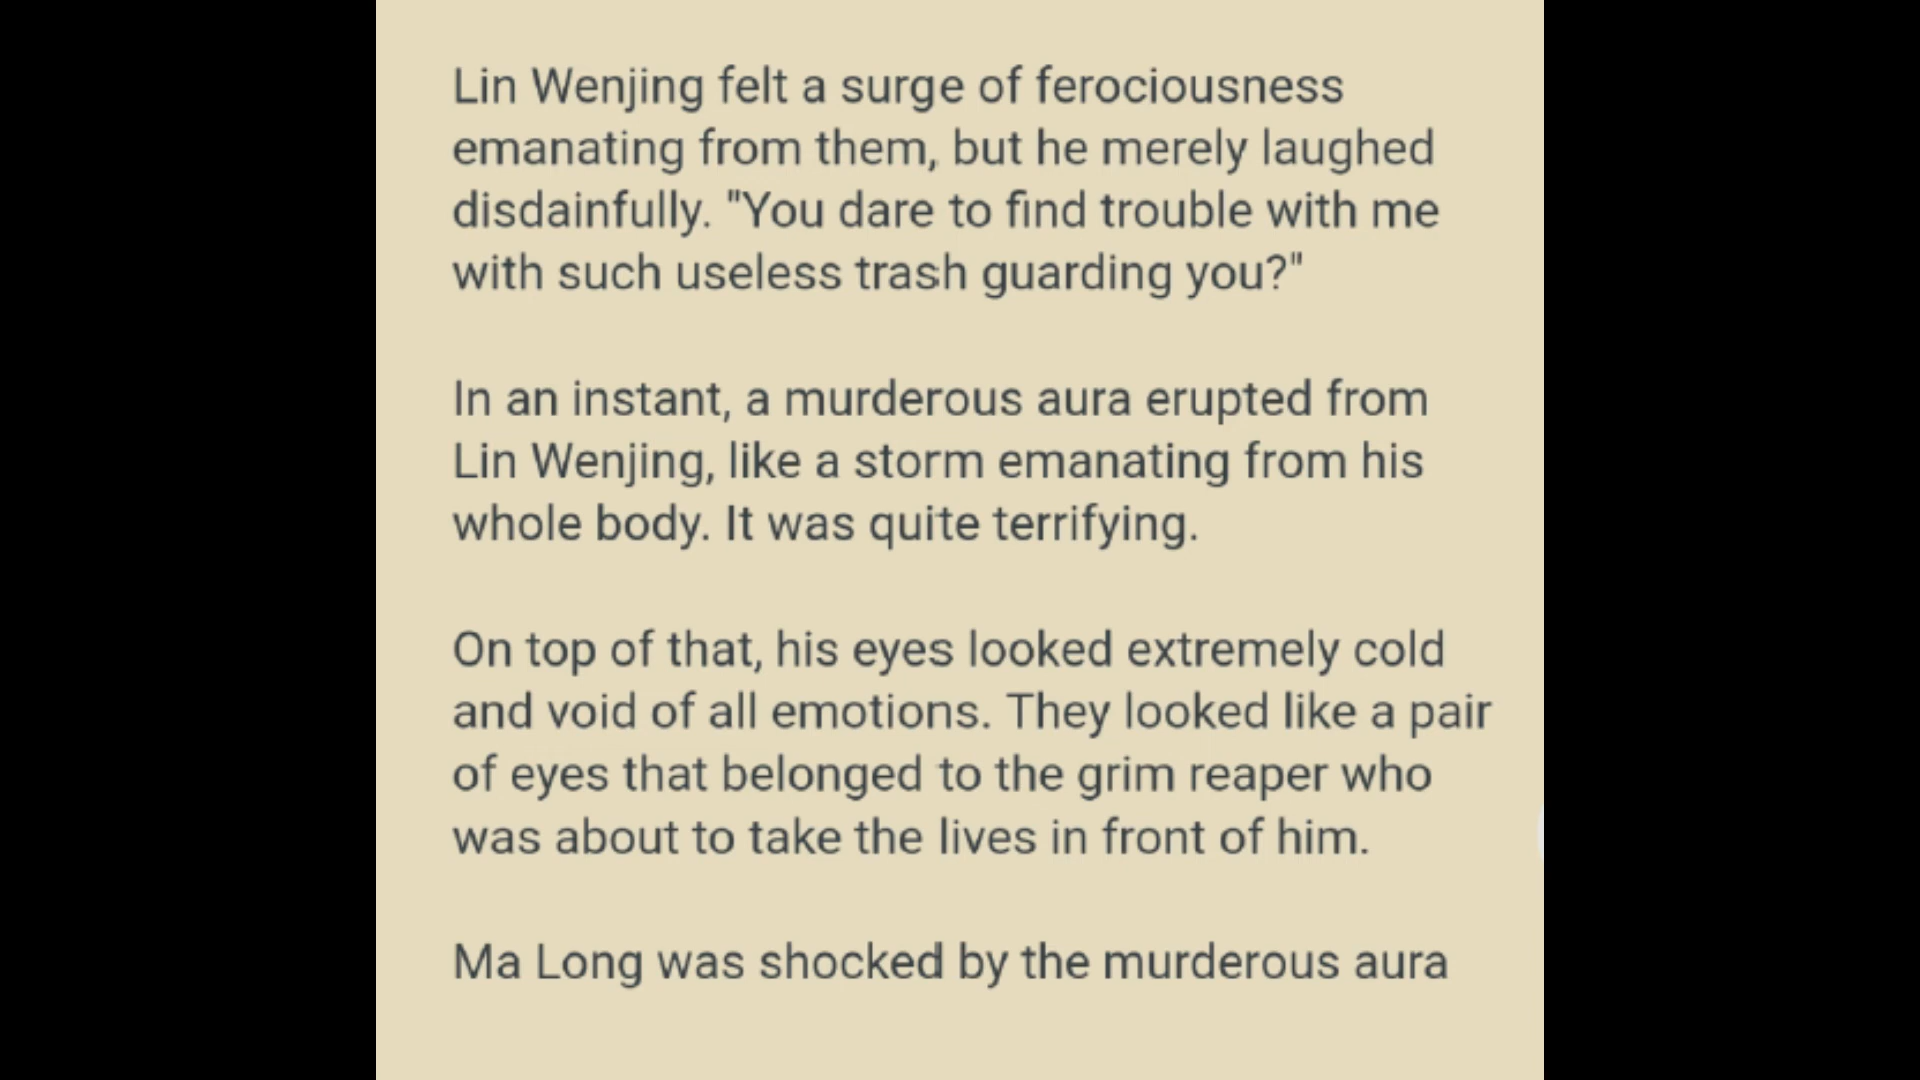 Lin Wenjing felt a surge of ferociousness
emanating from them, but he merely laughed
disdainfully. "You dare to find trouble with me
with such useless trash guarding you?"
In an instant, a murderous aura erupted from
Lin Wenjing, like a storm emanating from his
whole body. It was quite terrifying.
On top of that, his eyes looked extremely cold
and void of all emotions. They looked like a pair
of eyes that belonged to the grim reaper who
was about to take the lives in front of him.
Ma Long was shocked by the murderous aura